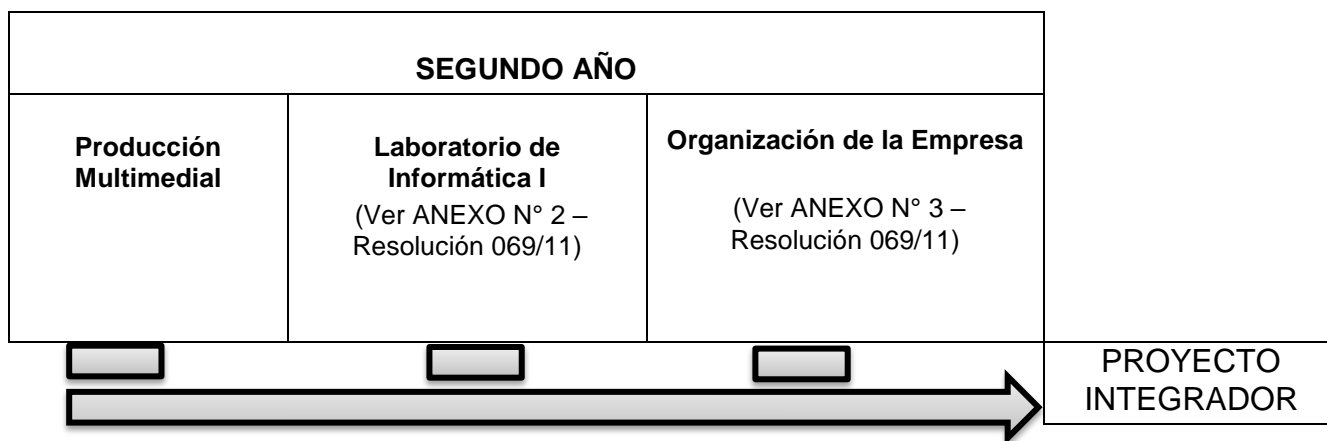 SEGUNDO AÑO
Producción
Multimedial
Laboratorio de
Informática I
(Ver ANEXO N° 2 –
Resolución 069/11)
Organización de la Empresa
(Ver ANEXO N° 3 –
Resolución 069/11)
PROYECTO
INTEGRADOR